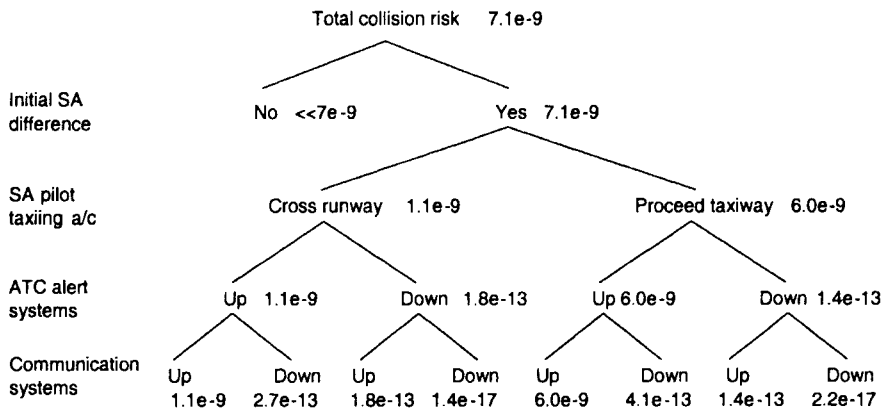 Total collision risk 7.1e-9
Initial SA
difference
No <<7e-9 Yes 7.1e-9
SA pilot
taxiing a/c
Cross runway 1.1e-9 Proceed taxiway 6.0e-9
ATC alert
systems
Up 1.1e-9 Down 1.8e-13 Up 6.0e-9 Down 1.4e-13
Communication
systems
Up Down Up Down Up Down Up Down
1.1e-9 2.7e-13 1.8e-13 1.4e-17 6.0e-9 4.1e-13 1.4e-13 2.2e-17